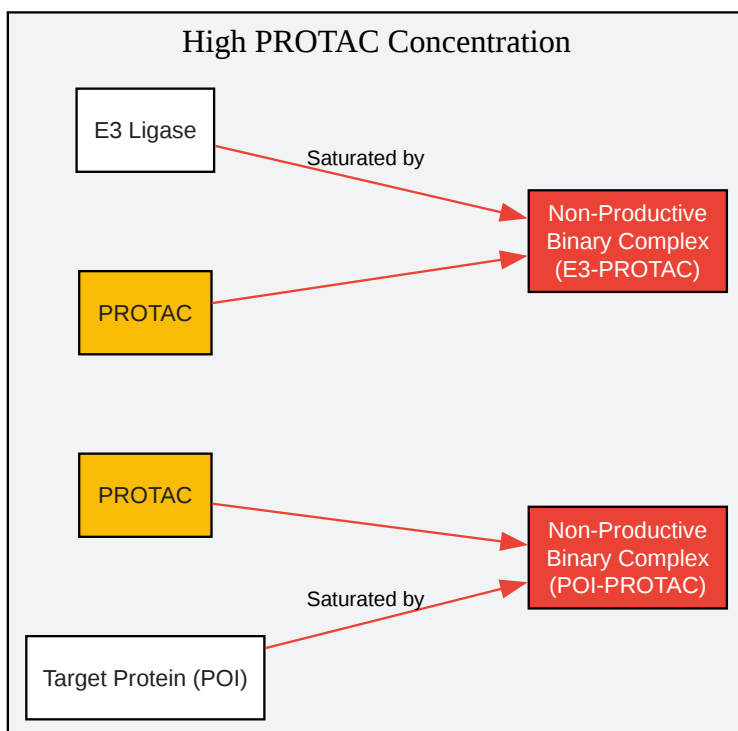 High PROTAC Concentration
E3 Ligase
Saturated by
Non-Productive
Binary Complex
(E3-PROTAC)
PROTAC
PROTAC
Non-Productive
Binary Complex
(POI-PROTAC)
Saturated by
Target Protein (POI)